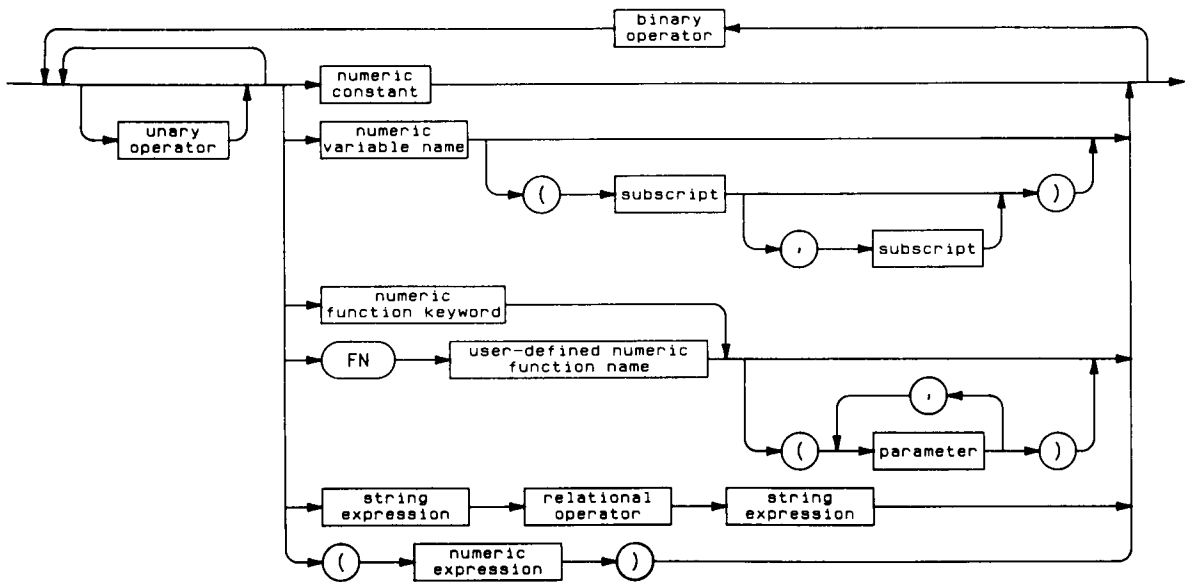 binary
operator
numeric
constant
unary
operator
numeric
variable name
( subscript )
, subscript
numeric
function keyword
FN
user-defined numeric
function name
,
( parameter )
string
expression
relational
operator
string
expression
(
numeric
expression
)